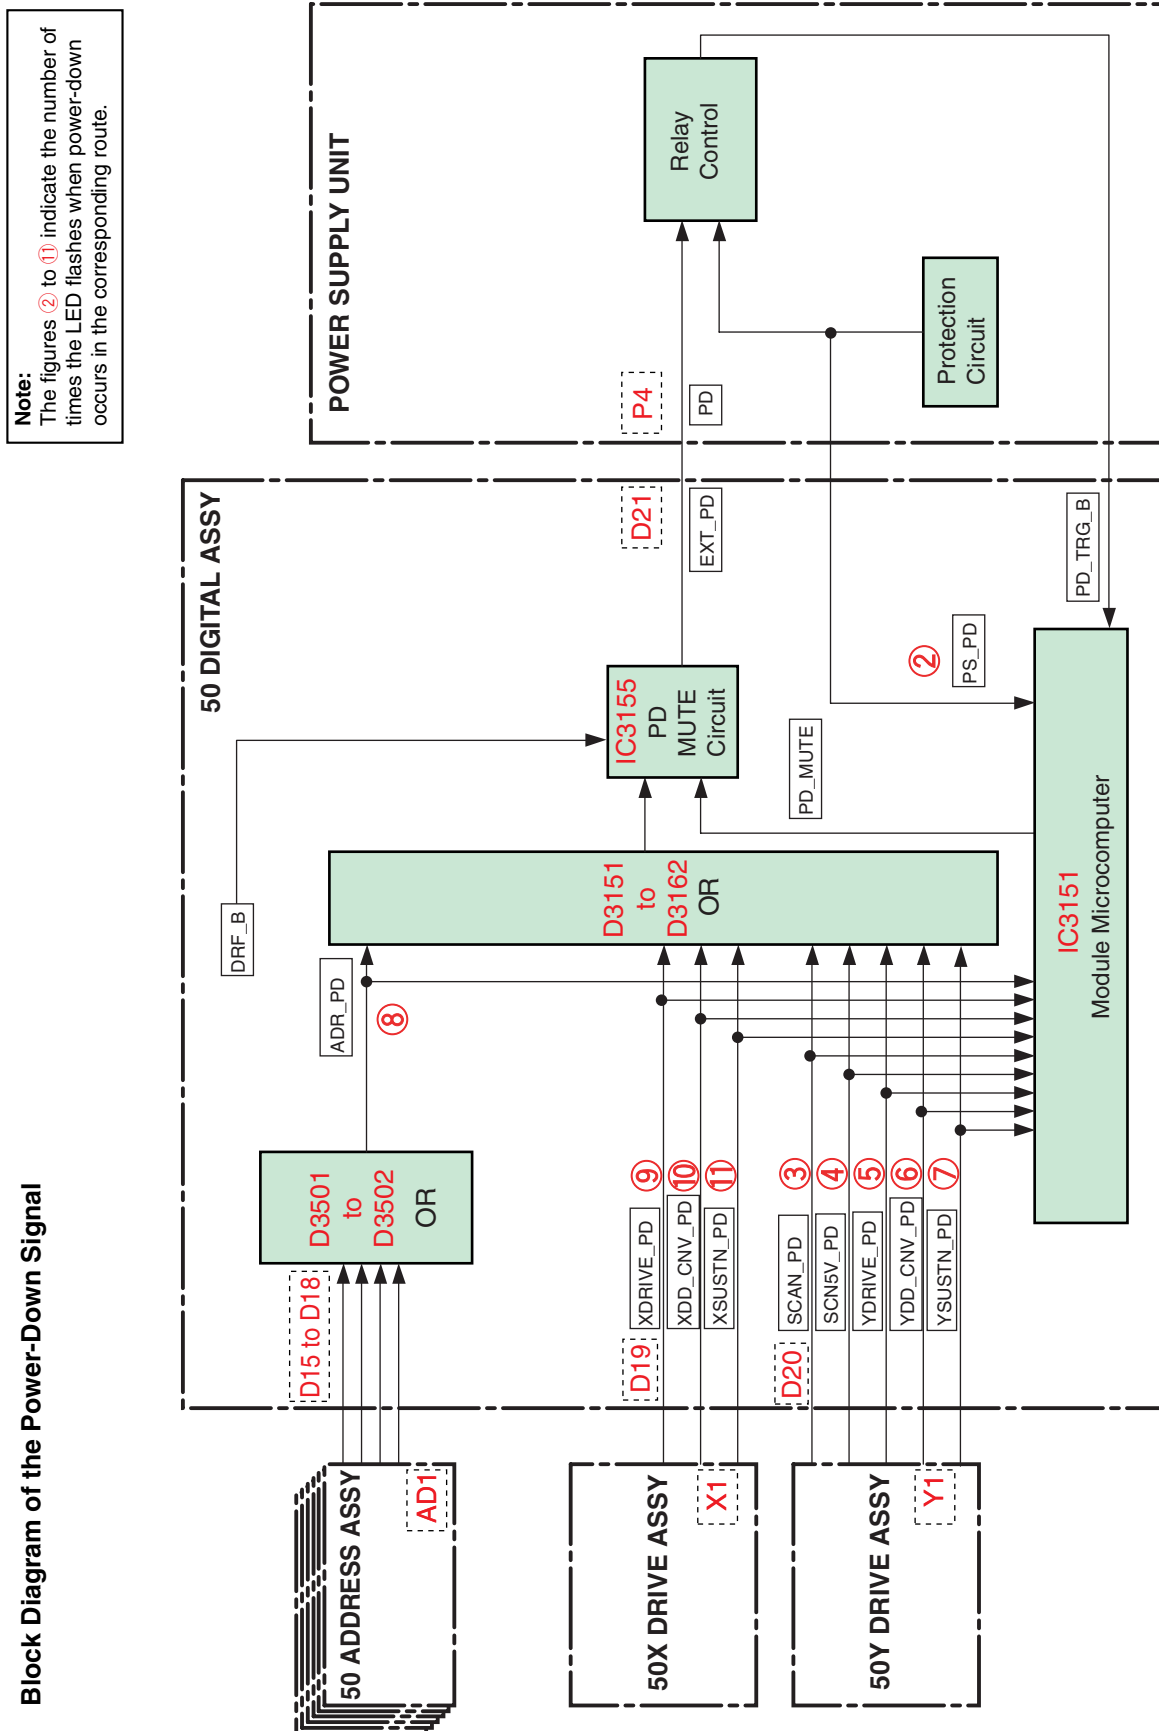 Block Diagram of the Power-Down Signal
Note:
The figures ② to ⑪ indicate the number of
times the LED flashes when power-down
occurs in the corresponding route.
50 ADDRESS ASSY
AD1
50X DRIVE ASSY
X1
50Y DRIVE ASSY
Y1
50 DIGITAL ASSY
D15 to D18
D3501
to
D3502
OR
ADR_PD
⑧
DRF_B
D19
XDRIVE_PD
⑨
XDD_CNV_PD
⑩
XSUSTN_PD
⑪
D20
SCAN_PD
③
SCN5V_PD
④
YDRIVE_PD
⑤
YDD_CNV_PD
⑥
YSUSTN_PD
⑦
D3151
to
D3162
OR
IC3155
PD
MUTE
Circuit
PD_MUTE
IC3151
Module Microcomputer
②
PS_PD
PD_TRG_B
D21
EXT_PD
POWER SUPPLY UNIT
P4
PD
Relay
Control
Protection
Circuit